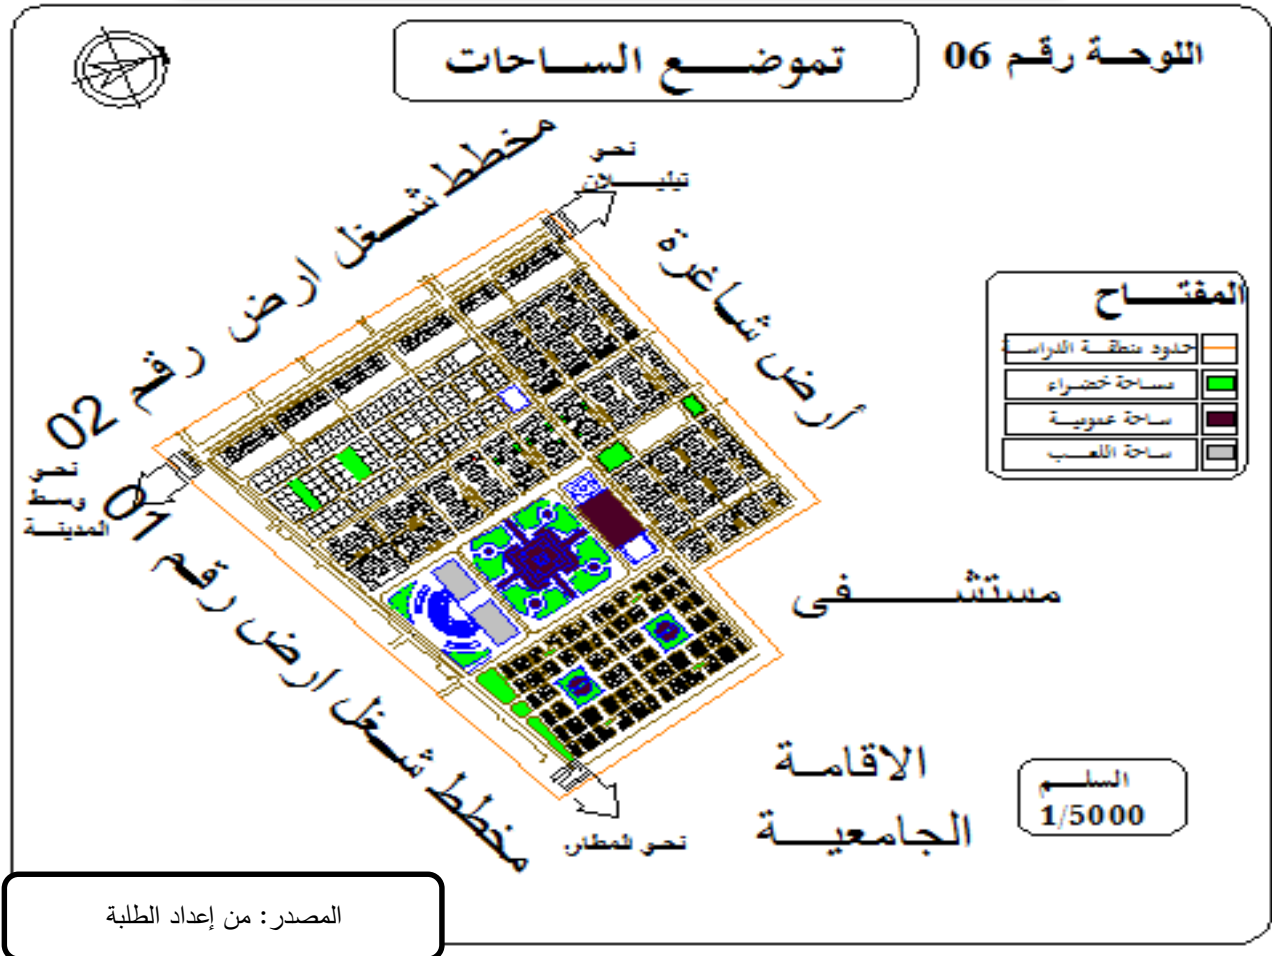 اللوحة رقم 06
تموضع الساحات
مخطط شغل ارض رقم 02
نحو
تيليلان
أرض شاغرة
المفتاح
حدود منطقة الدراسة
مساحة خضراء
ساحة عمومية
ساحة اللعب
نحو
وسط
المدينة
مخطط شغل ارض رقم 01
مستشفى
الاقامة
الجامعية
نحو المطار
السلم
1/5000
المصدر: من إعداد الطلبة